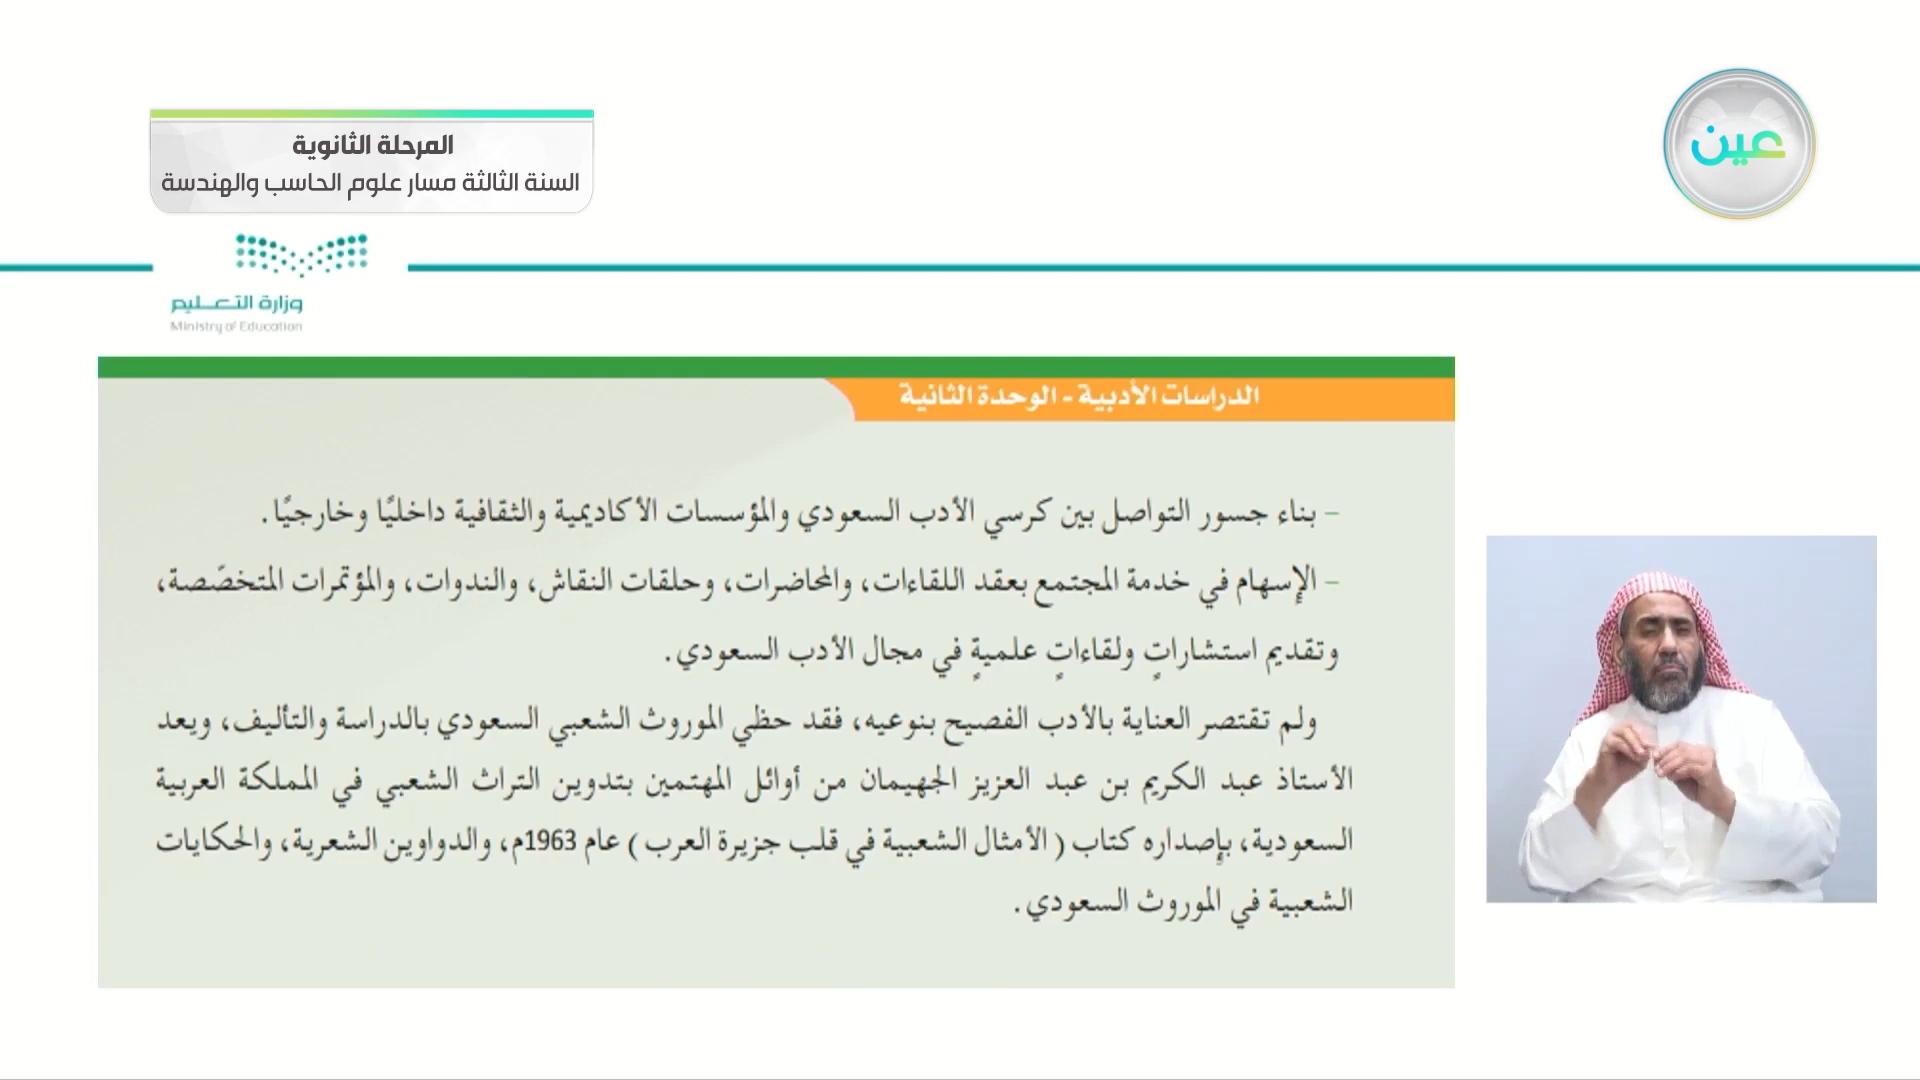 المرحلة الثانوية
السنة الثالثة مسار علوم الحاسب والهندسة
عين
وزارة التعـــليم
Ministry of Education
الدراسات الأدبية - الوحدة الثانية
– بناء جسور التواصل بين كرسي الأدب السعودي والمؤسسات الأكاديمية والثقافية داخليًا وخارجيًا.
– الإسهام في خدمة المجتمع بعقد اللقاءات، والمحاضرات، وحلقات النقاش، والندوات، والمؤتمرات المتخصّصة،
وتقديم استشاراتٍ ولقاءاتٍ علميةٍ في مجال الأدب السعودي.
ولم تقتصر العناية بالأدب الفصيح بنوعيه، فقد حظي الموروث الشعبي السعودي بالدراسة والتأليف، ويعد
الأستاذ عبد الكريم بن عبد العزيز الجهيمان من أوائل المهتمين بتدوين التراث الشعبي في المملكة العربية
السعودية، بإصداره كتاب ( الأمثال الشعبية في قلب جزيرة العرب ) عام 1963م، والدواوين الشعرية، والحكايات
الشعبية في الموروث السعودي.